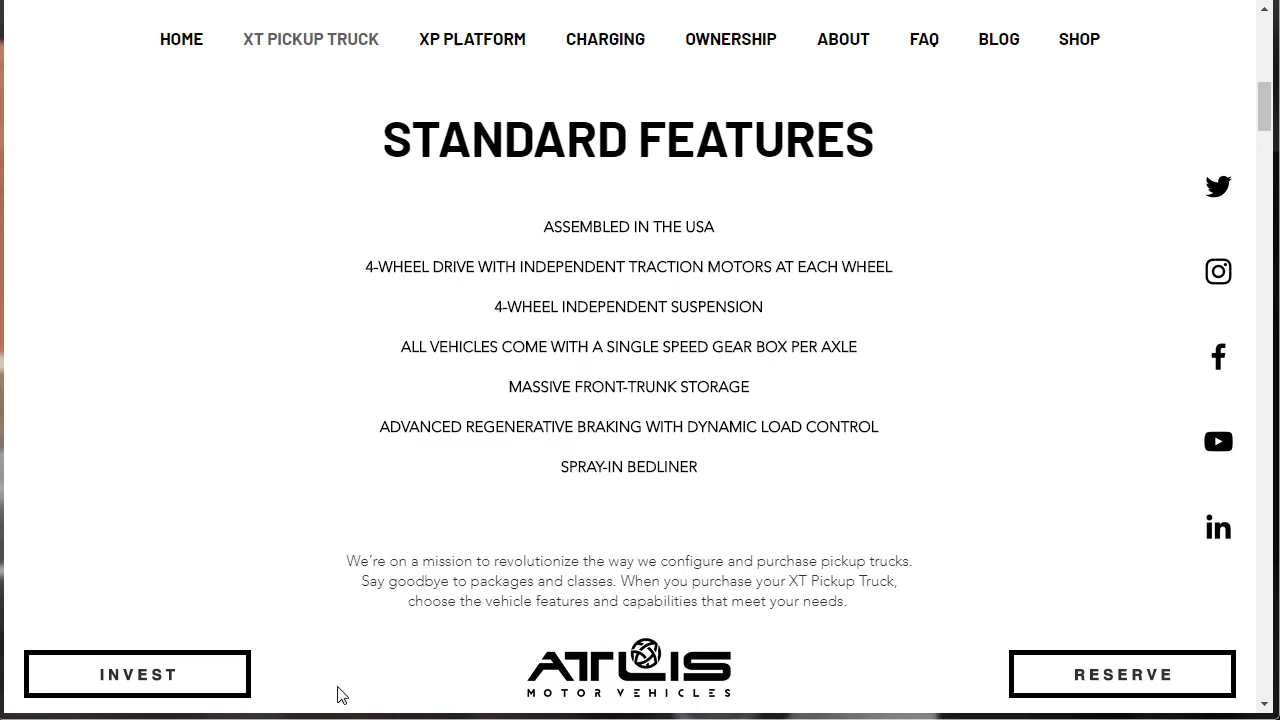 HOME XT PICKUP TRUCK XP PLATFORM CHARGING OWNERSHIP ABOUT FAQ BLOG SHOP
STANDARD FEATURES
ASSEMBLED IN THE USA
4-WHEEL DRIVE WITH INDEPENDENT TRACTION MOTORS AT EACH WHEEL
4-WHEEL INDEPENDENT SUSPENSION
ALL VEHICLES COME WITH A SINGLE SPEED GEAR BOX PER AXLE
MASSIVE FRONT-TRUNK STORAGE
ADVANCED REGENERATIVE BRAKING WITH DYNAMIC LOAD CONTROL
SPRAY-IN BEDLINER
We're on a mission to revolutionize the way we configure and purchase pickup trucks.
Say goodbye to packages and classes. When you purchase your XT Pickup Truck,
choose the vehicle features and capabilities that meet your needs.
INVEST
ATLIS
MOTOR VEHICLES
RESERVE